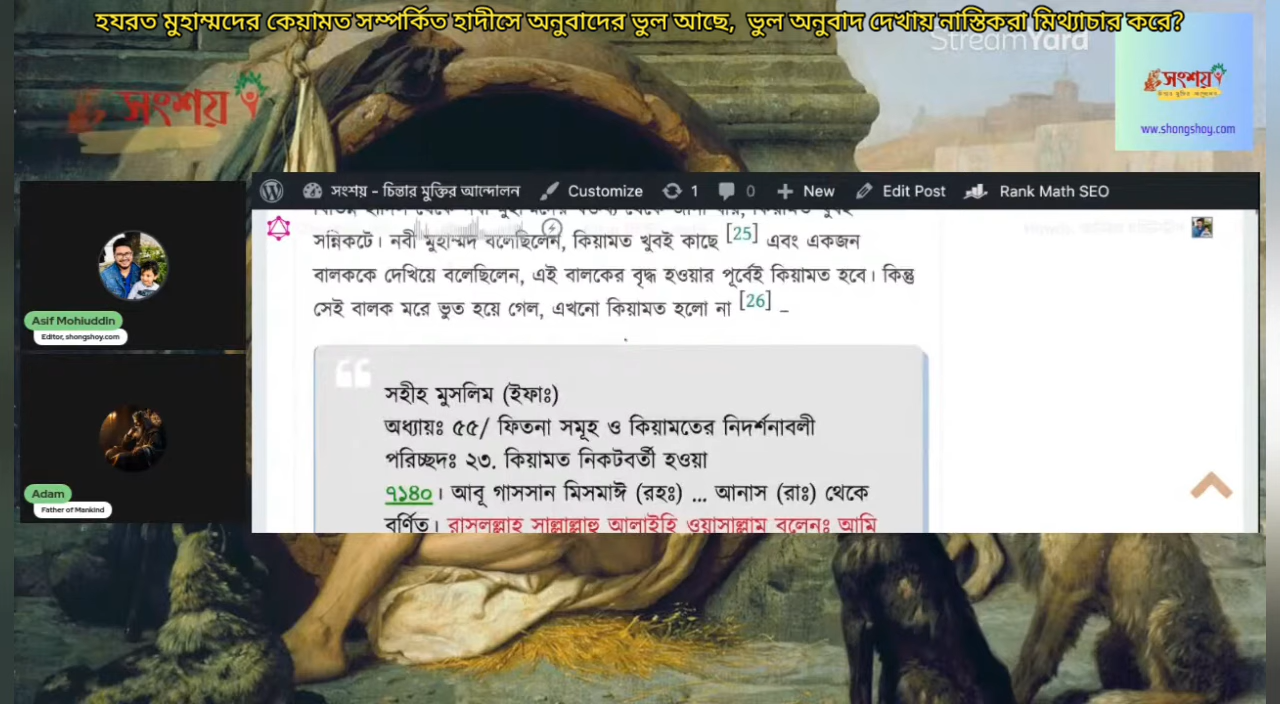 হযরত মুহাম্মদের কেয়ামত সম্পর্কিত হাদীসে অনুবাদের ভুল আছে, ভুল অনুবাদ দেখায় নাস্তিকরা মিথ্যাচার করে?
StreamYard
সংশয়
সংশয়
ww.shongshoy.com
সংশয় - চিন্তার মুক্তির আন্দোলন Customize 1 0 New Edit Post Rank Math SEO
সন্নিকটে। নবী মুহাম্মদ বলেছিলেন, কিয়ামত খুবই কাছে [25] এবং একজন
বালককে দেখিয়ে বলেছিলেন, এই বালকের বৃদ্ধ হওয়ার পূর্বেই কিয়ামত হবে। কিন্তু
সেই বালক মরে ভুত হয়ে গেল, এখনো কিয়ামত হলো না [26] –
Asif Mohiuddin
Editor, shongshoy.com
Adam
Father of Mankind
সহীহ মুসলিম (ইফাঃ)
অধ্যায়ঃ ৫৫/ ফিতনা সমূহ ও কিয়ামতের নিদর্শনাবলী
পরিচ্ছদঃ ২৩. কিয়ামত নিকটবর্তী হওয়া
৭১৪০। আবূ গাসসান মিসমাঈ (রহঃ) ... আনাস (রাঃ) থেকে
বর্ণিত। রাসূলুল্লাহ সাল্লাল্লাহু আলাইহি ওয়াসাল্লাম বলেনঃ আমি